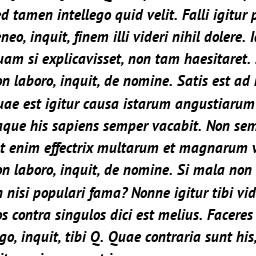 ed tamen intellego quid velit. Falli igitur p
eneo, inquit, finem illi videri nihil dolere. I
uam si explicavisset, non tam haesitaret.
on laboro, inquit, de nomine. Satis est ad
uae est igitur causa istarum angustiarum
aque his sapiens semper vacabit. Non sem
t enim effectrix multarum et magnarum v
on laboro, inquit, de nomine. Si mala non
n nisi populari fama? Nonne igitur tibi vid
os contra singulos dici est melius. Faceres
go, inquit, tibi Q. Quae contraria sunt his,